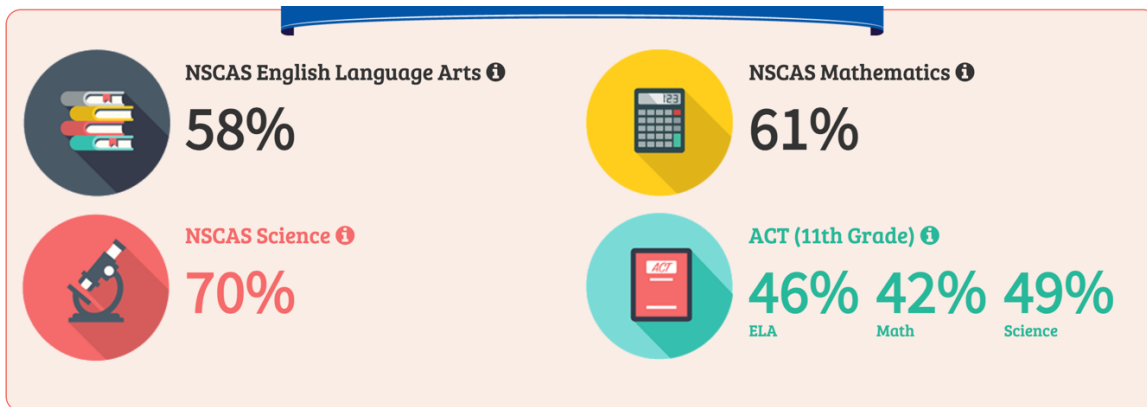 NSCAS English Language Arts
58%
NSCAS Mathematics
123
61%
NSCAS Science
70%
ACT (11th Grade)
ACT
46% 42% 49%
ELA Math Science